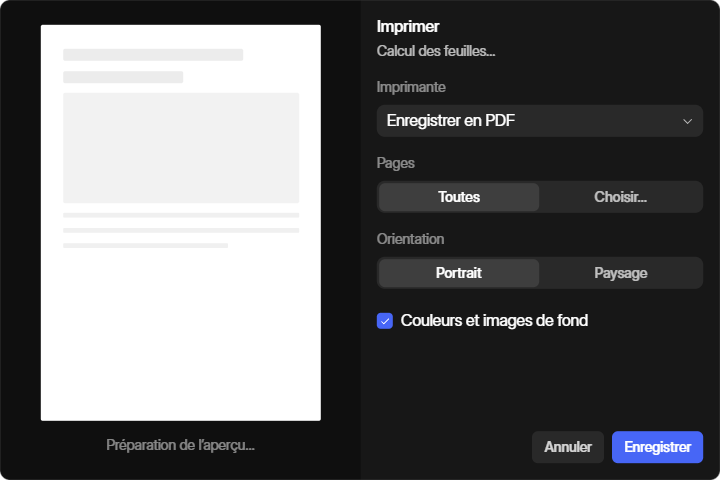 Imprimer
Calcul des feuilles...
Imprimante
Enregistrer en PDF
Pages
Toutes
Choisir...
Orientation
Portrait
Paysage
Couleurs et images de fond
Préparation de l’aperçu...
Annuler
Enregistrer